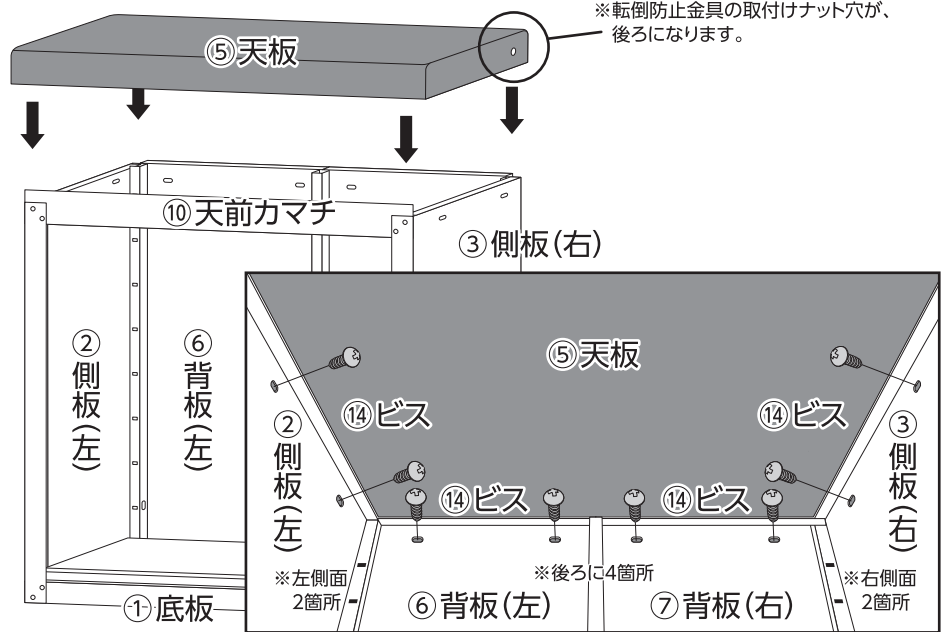 ※転倒防止金具の取付けナット穴が、
後ろになります。
⑤天板
⑩天前カマチ
③側板(右)
②側板(左)
⑥背板(左)
①底板
⑤天板
⑭ビス
⑭ビス
②側板(左)
③側板(右)
⑭ビス
⑭ビス
※左側面
2箇所
※後ろに4箇所
※右側面
2箇所
⑥背板(左)
⑦背板(右)